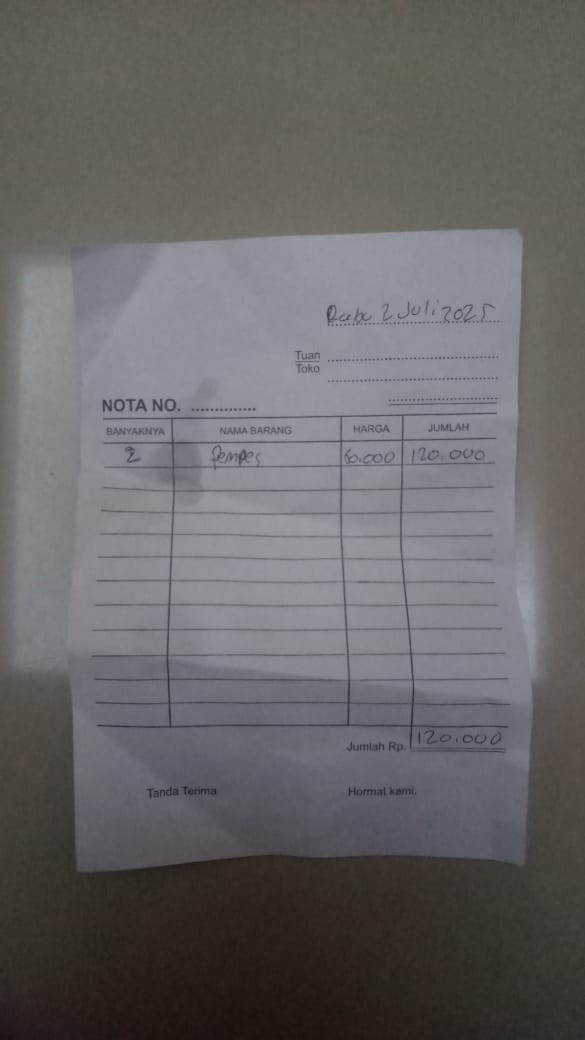 Rabu 2 Juli 2025
Tuan
Toko
NOTA NO. ..............
BANYAKNYA NAMA BARANG HARGA JUMLAH
2 Pempes 60.000 120.000
Jumlah Rp. 120.000
Tanda Terima Hormat kami,